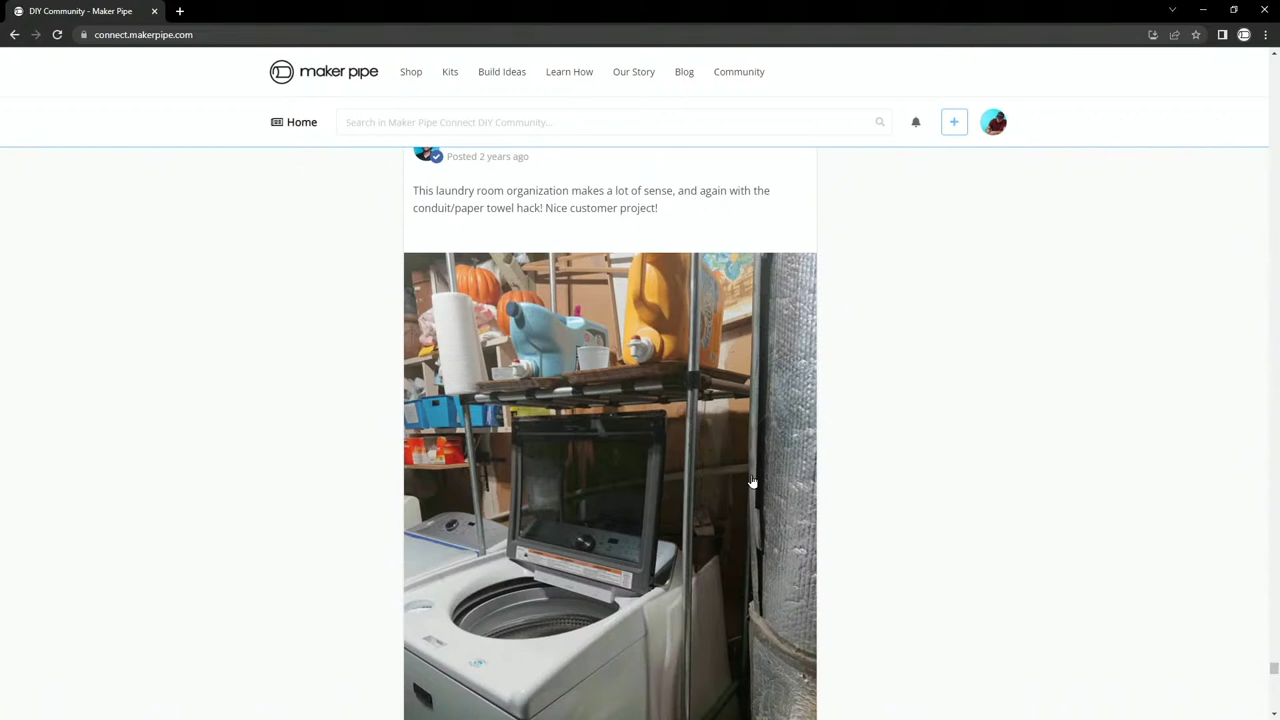 DIY Community - Maker Pipe
connect.makerpipe.com
maker pipe
Shop
Kits
Build Ideas
Learn How
Our Story
Blog
Community
Home
Search in Maker Pipe Connect DIY Community...
Posted 2 years ago
This laundry room organization makes a lot of sense, and again with the
conduit/paper towel hack! Nice customer project!